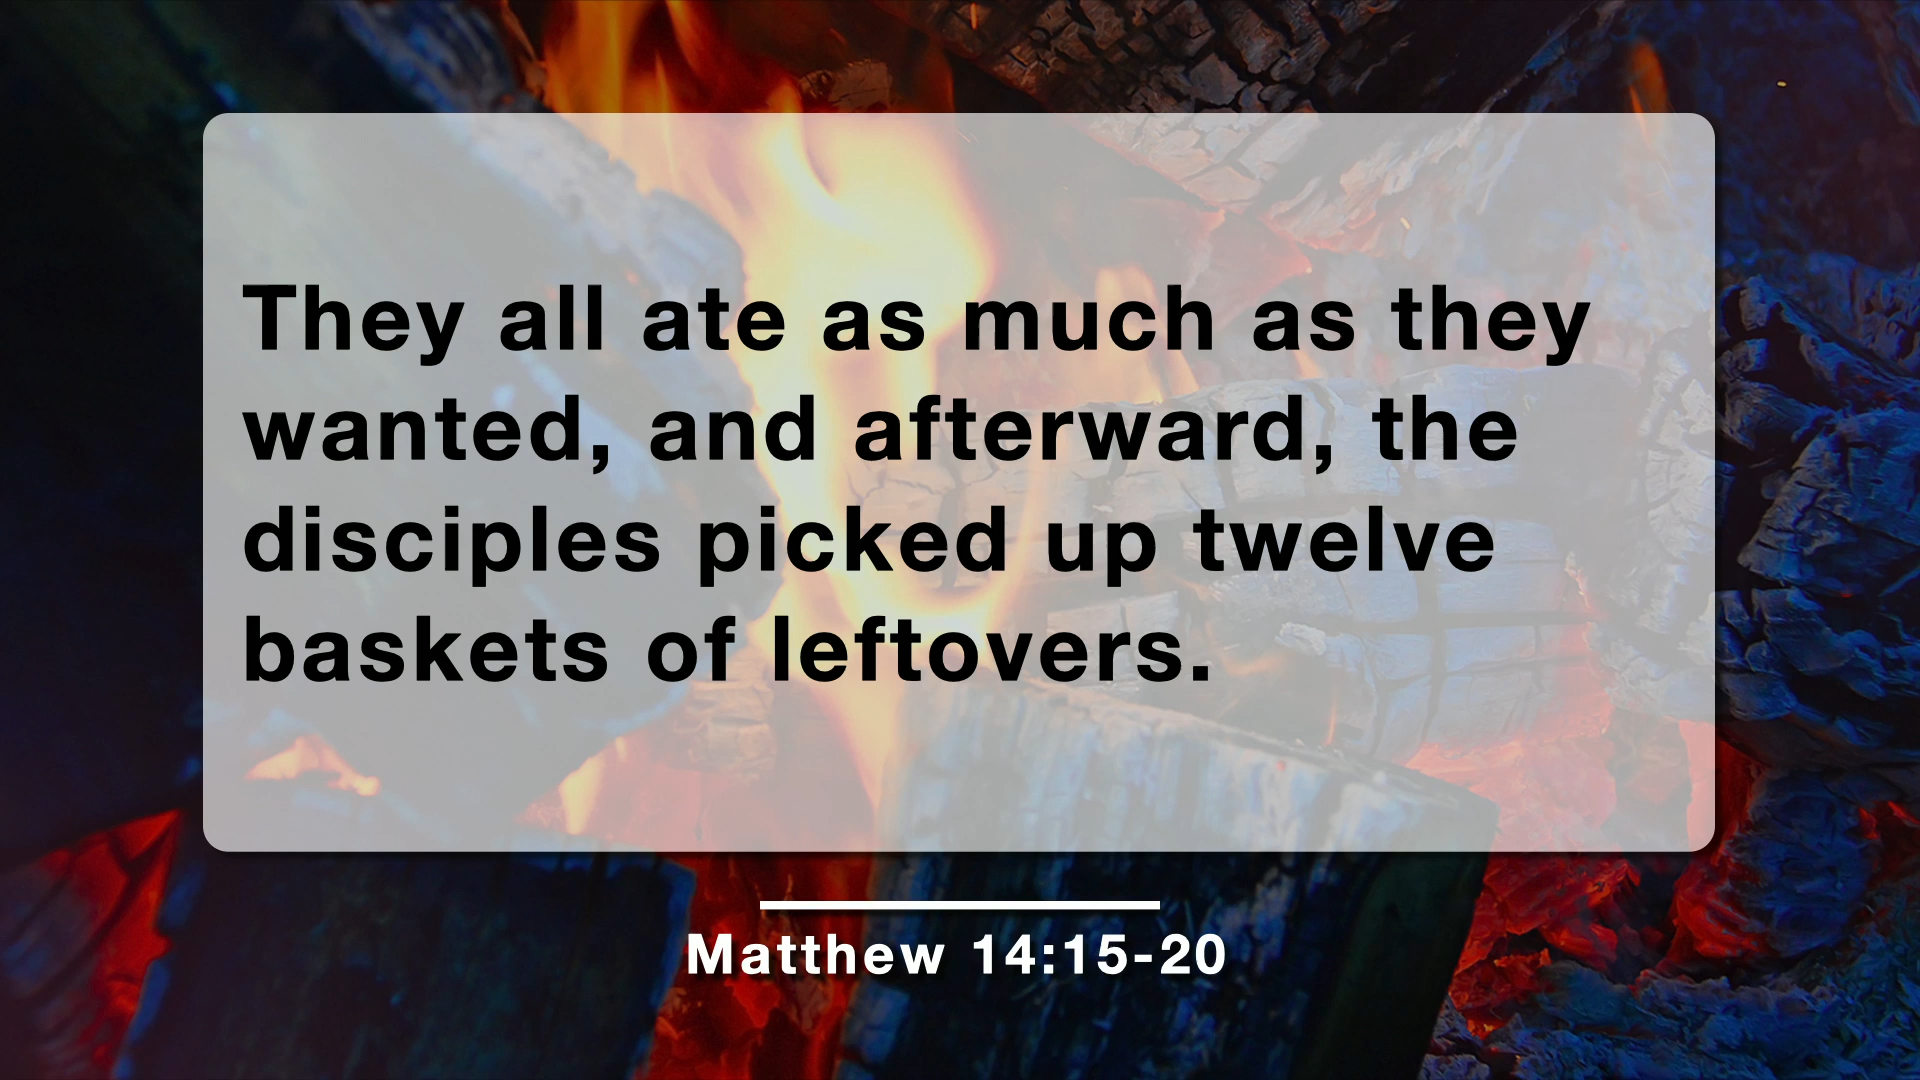 They all ate as much as they
wanted, and afterward, the
disciples picked up twelve
baskets of leftovers.
Matthew 14:15-20